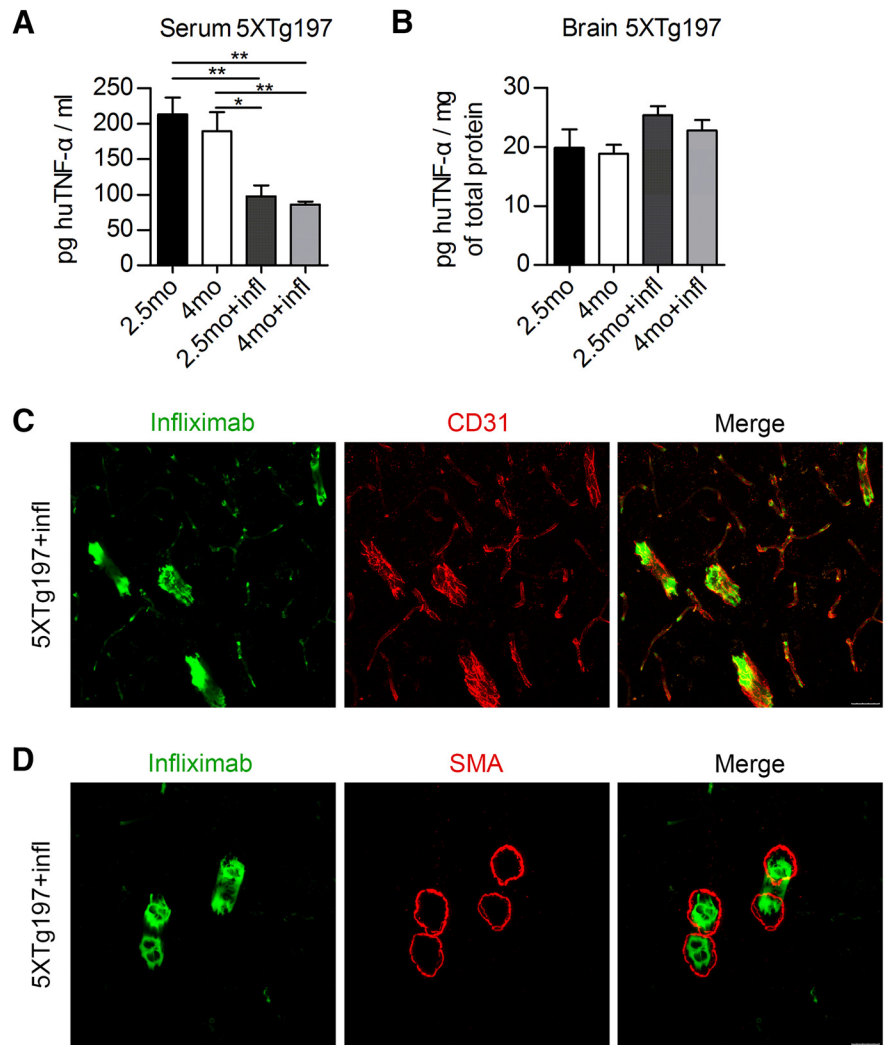 A
Serum 5XTg197
**
**
**
*
pg huTNF-α / ml
250
200
150
100
50
0
2.5mo
4mo
2.5mo+infl
4mo+infl
B
Brain 5XTg197
pg huTNF-α / mg
of total protein
30
20
10
0
2.5mo
4mo
2.5mo+infl
4mo+infl
C
Infliximab
CD31
Merge
5XTg197+infl
D
Infliximab
SMA
Merge
5XTg197+infl